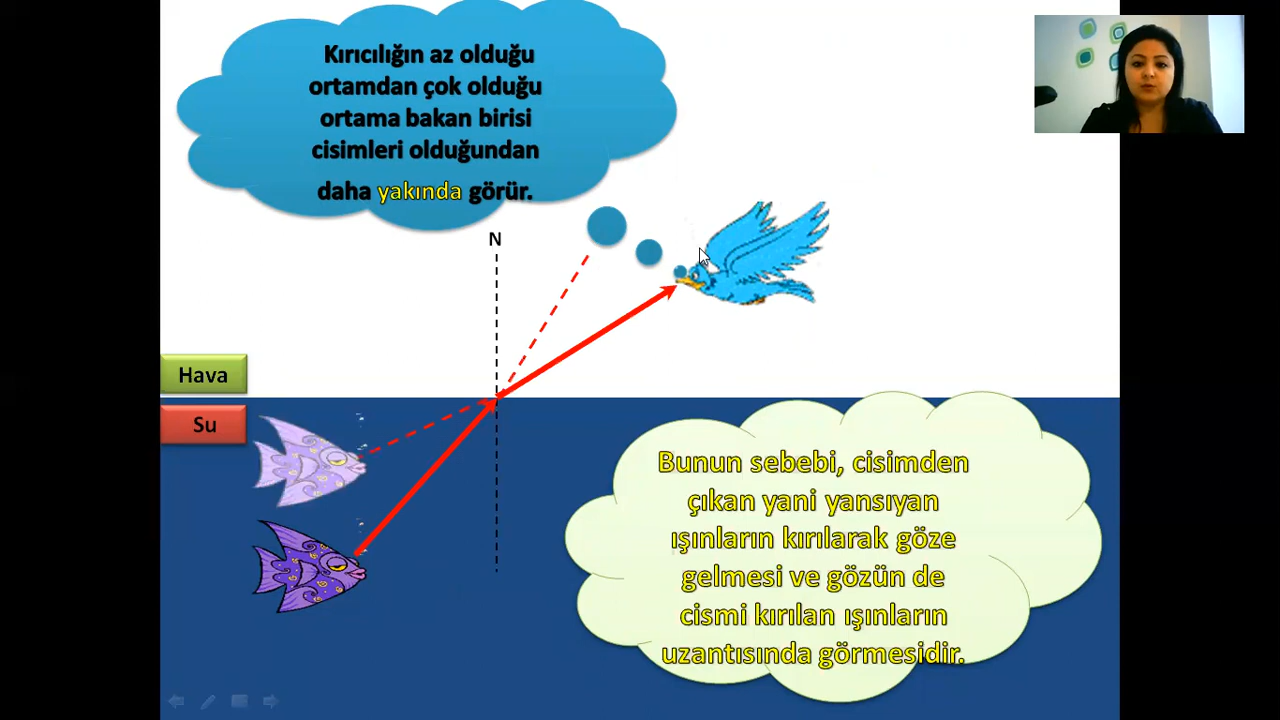 Kırıcılığın az olduğu
ortamdan çok olduğu
ortama bakan birisi
cisimleri olduğundan
daha yakında görür.
N
Hava
Su
Bunun sebebi, cisimden
çıkan yani yansıyan
ışınların kırılarak göze
gelmesi ve gözün de
cismi kırılan ışınların
uzantısında görmesidir.